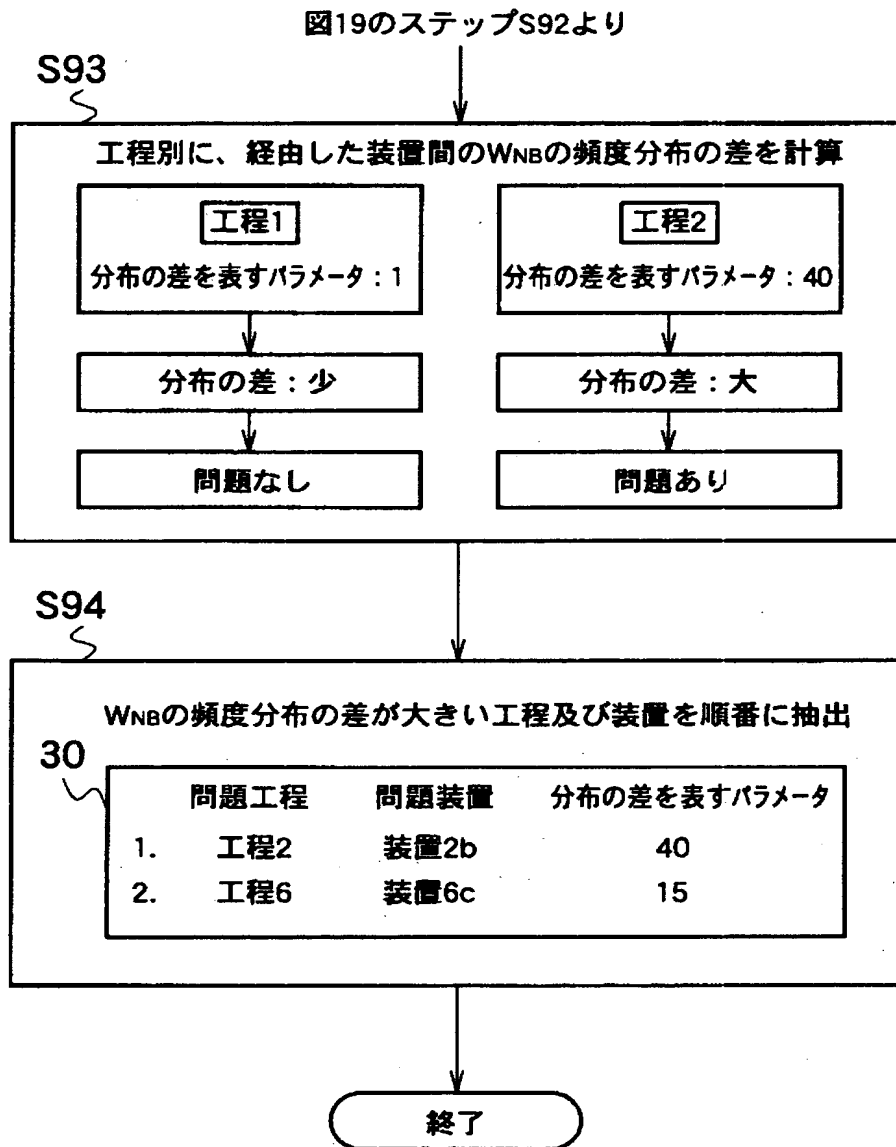 図19のステップS92より
S93
工程別に、経由した装置間のWNBの頻度分布の差を計算
工程1
分布の差を表すパラメータ：1
分布の差：少
問題なし
工程2
分布の差を表すパラメータ：40
分布の差：大
問題あり
S94
WNBの頻度分布の差が大きい工程及び装置を順番に抽出
30
問題工程 問題装置 分布の差を表すパラメータ
1. 工程2 装置2b 40
2. 工程6 装置6c 15
終了